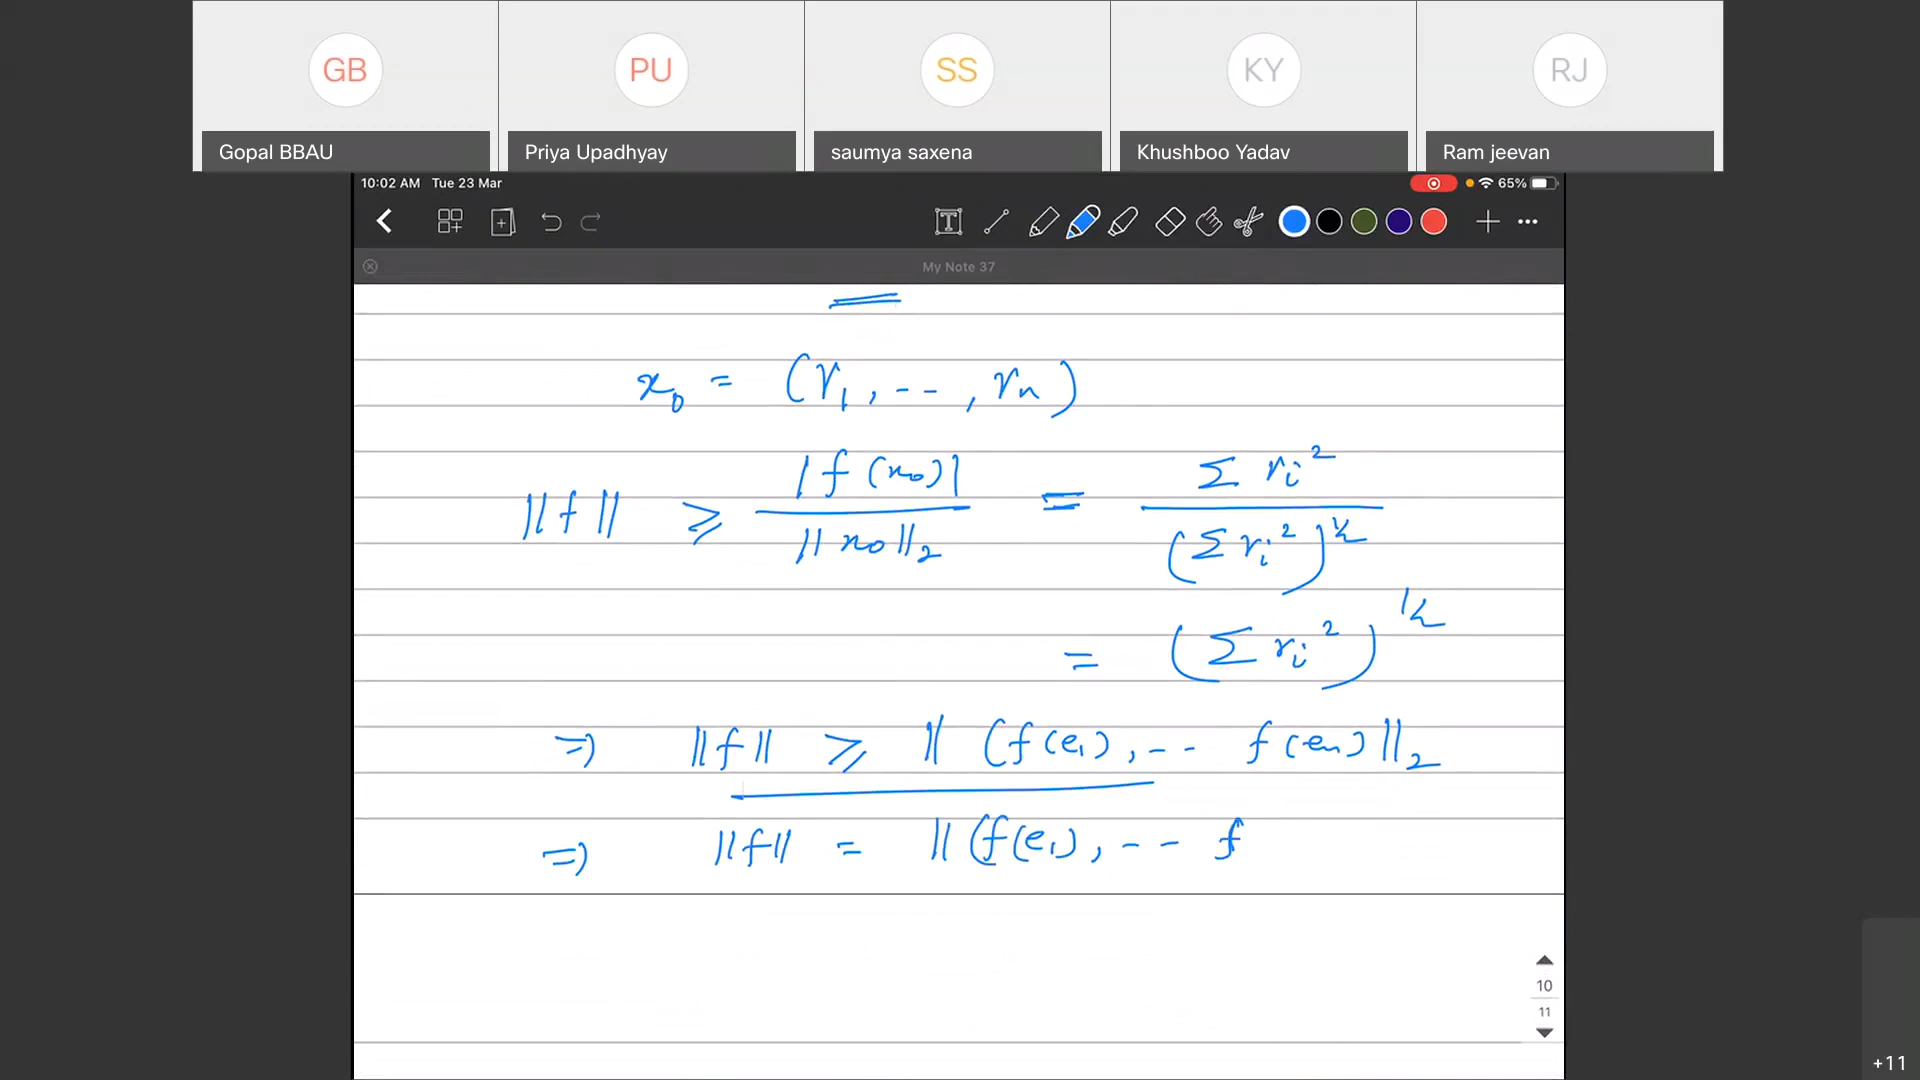 GB PU SS KY RJ
Gopal BBAU Priya Upadhyay saumya saxena Khushboo Yadav Ram jeevan
10:02 AM Tue 23 Mar 65%
My Note 37
x₀ = (r₁, -- , rₙ)
||f|| ≥ |f(x₀)| / ||x₀||₂ = Σ rᵢ² / (Σ rᵢ²)^½
= (Σ rᵢ²)^½
⇒ ||f|| ≥ ||(f(e₁), -- f(eₙ)||₂
⇒ ||f|| = ||(f(e₁), -- f
10
11
+11